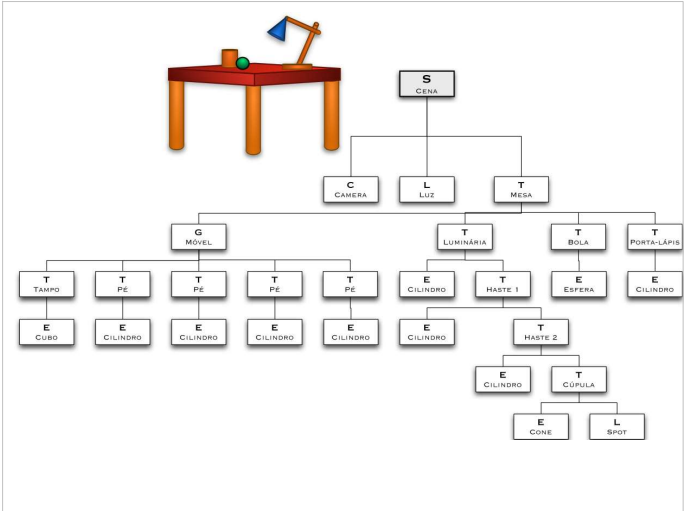 S
CENA
C
CAMERA
L
LUZ
T
MESA
G
MÓVEL
T
LUMINÁRIA
T
BOLA
T
PORTA-LÁPIS
T
TAMPO
T
PÉ
T
PÉ
T
PÉ
T
PÉ
E
CILINDRO
T
HASTE 1
E
ESFERA
E
CILINDRO
E
CUBO
E
CILINDRO
E
CILINDRO
E
CILINDRO
E
CILINDRO
E
CILINDRO
T
HASTE 2
E
CILINDRO
T
CÚPULA
E
CONE
L
SPOT